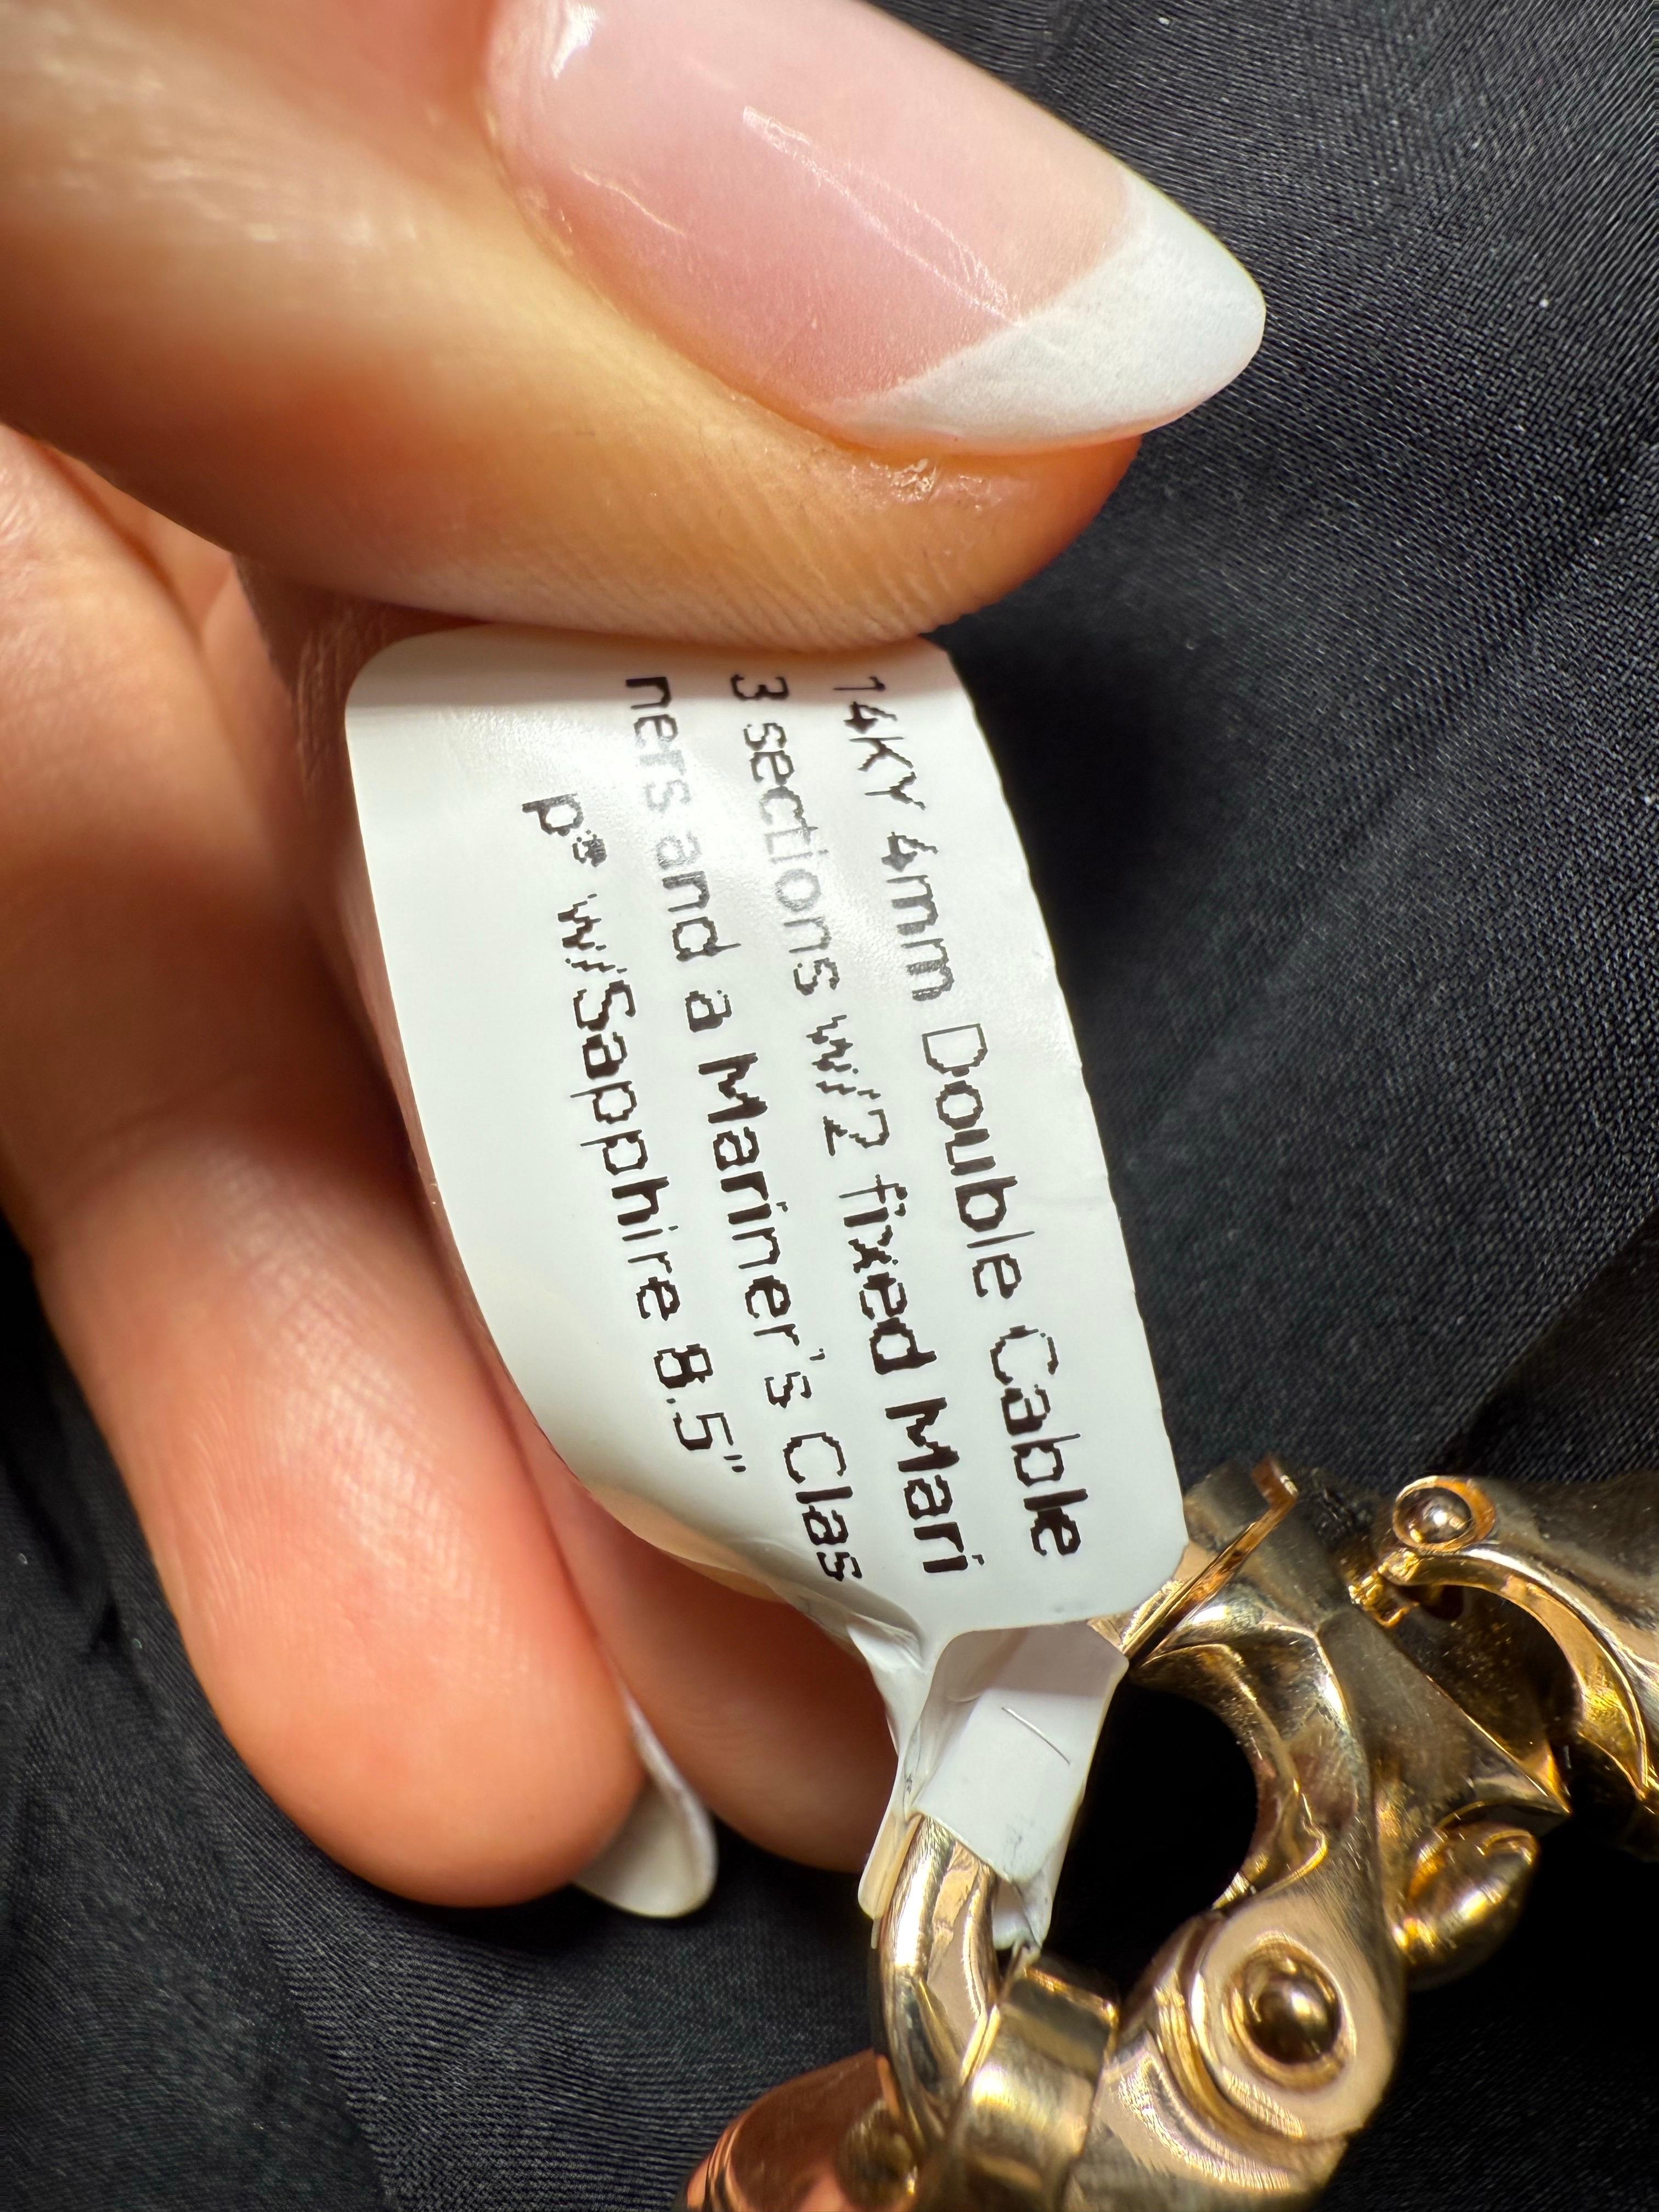 14KY 4mm Double Cable
3 sections w/2 fixed Mari
ners and a Mariner's Clas
p® w/Sapphire 8.5"